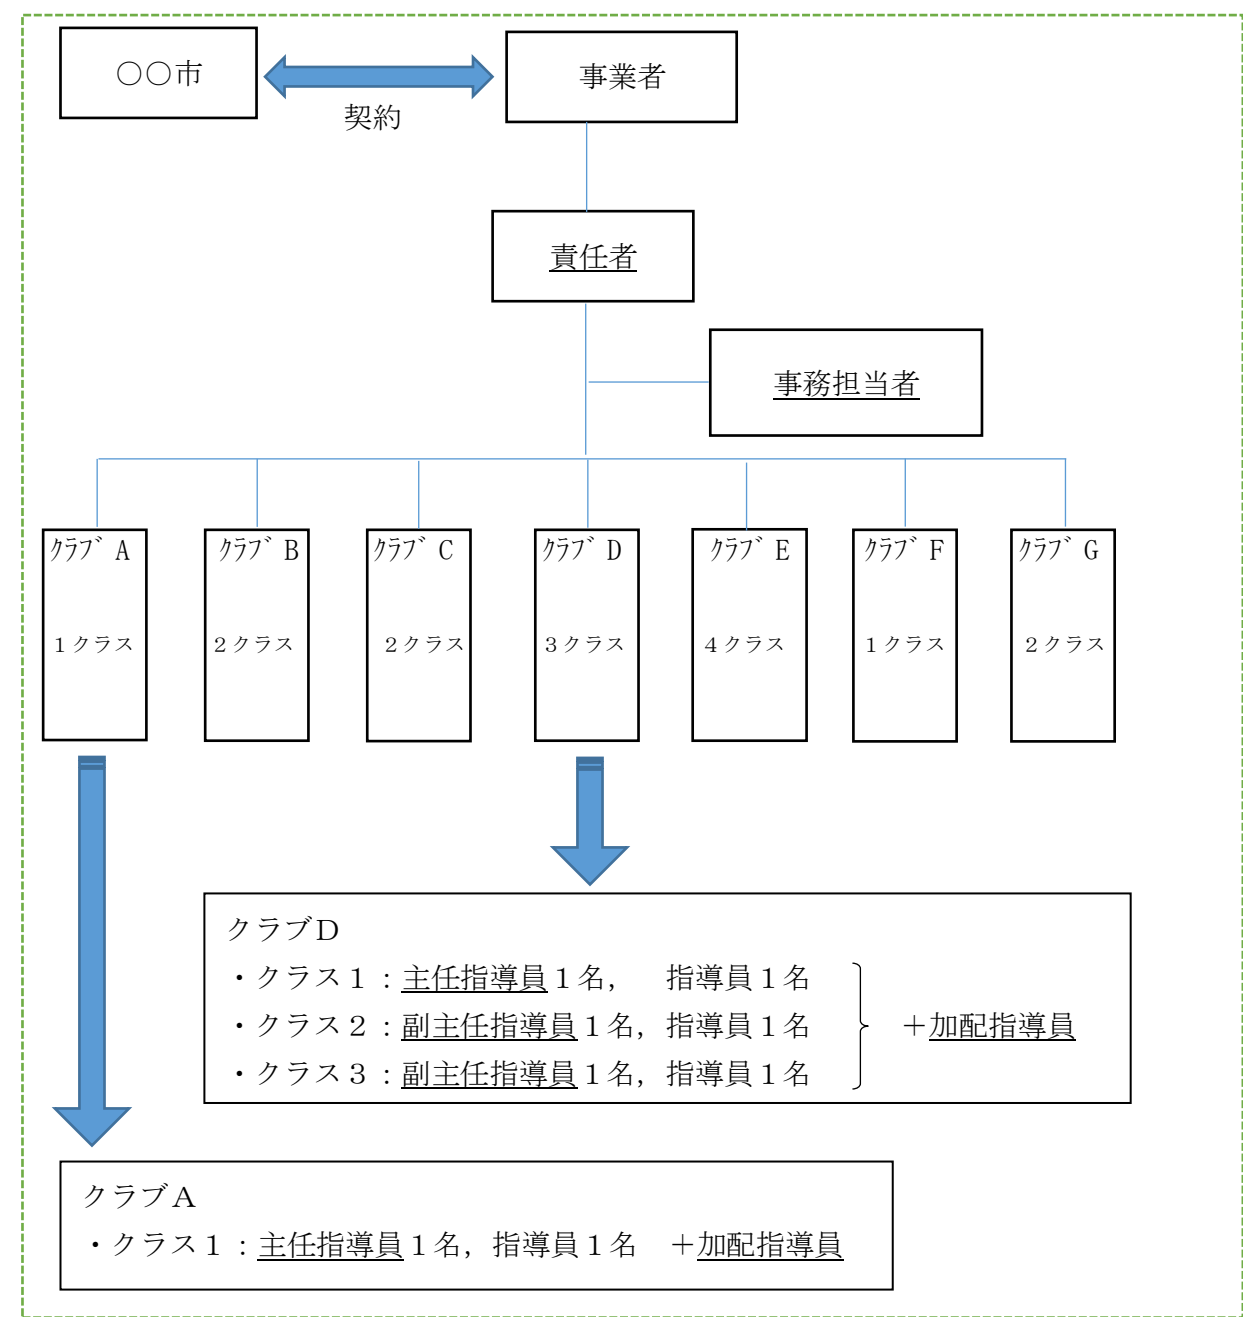 ○○市
事業者
契約
責任者
事務担当者
ｸﾗﾌﾞ A
ｸﾗﾌﾞ B
ｸﾗﾌﾞ C
ｸﾗﾌﾞ D
ｸﾗﾌﾞ E
ｸﾗﾌﾞ F
ｸﾗﾌﾞ G
１クラス
２クラス
２クラス
３クラス
４クラス
１クラス
２クラス
クラブＤ
・クラス１：主任指導員１名，　指導員１名
・クラス２：副主任指導員１名，指導員１名　＋加配指導員
・クラス３：副主任指導員１名，指導員１名
クラブＡ
・クラス１：主任指導員１名，指導員１名　＋加配指導員